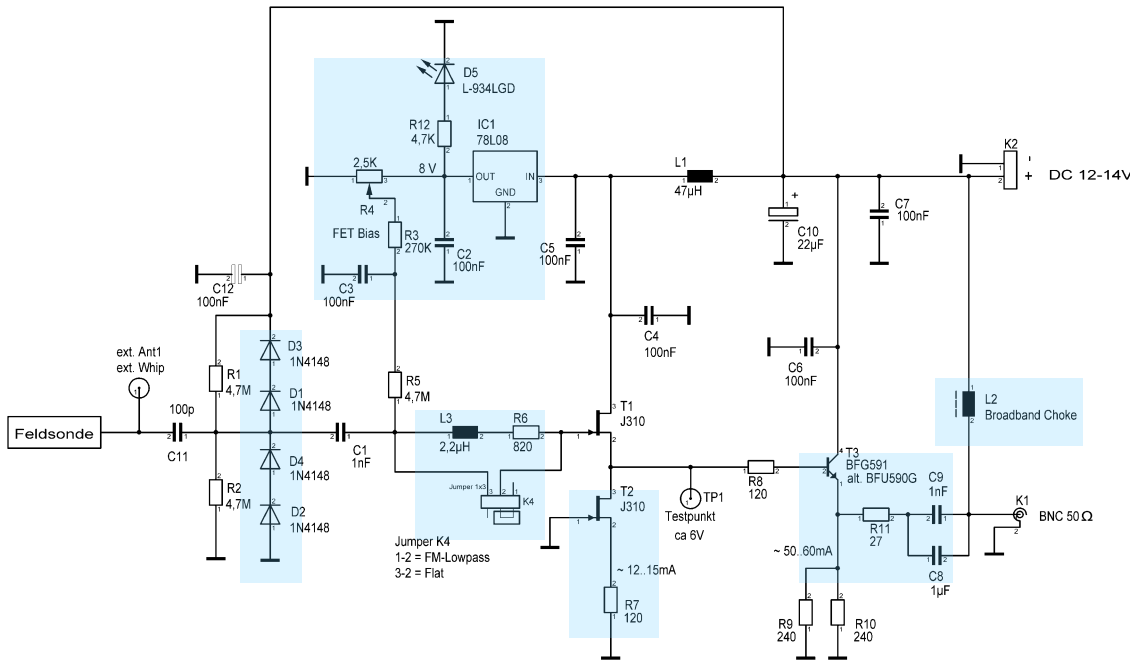 D5
L-934LGD
R12
4,7K
IC1
78L08
OUT
IN
GND
8 V
2,5K
R4
FET Bias
R3
270K
C2
100nF
C3
100nF
C5
100nF
L1
47µH
+
C10
22µF
C7
100nF
K2
-
+
DC 12-14V
C12
100nF
C4
100nF
C6
100nF
D3
1N4148
D1
1N4148
D4
1N4148
D2
1N4148
R1
4,7M
R2
4,7M
ext. Ant1
ext. Whip
Feldsonde
100p
C11
C1
1nF
R5
4,7M
L3
2,2µH
R6
820
Jumper 1x3
3 2 1
K4
Jumper K4
1-2 = FM-Lowpass
3-2 = Flat
T1
J310
T2
J310
~ 12..15mA
R7
120
TP1
Testpunkt
ca 6V
R8
120
T3
BFG591
alt. BFU590G
L2
Broadband Choke
C9
1nF
R11
27
C8
1µF
~ 50..60mA
R9
240
R10
240
K1
BNC 50Ω